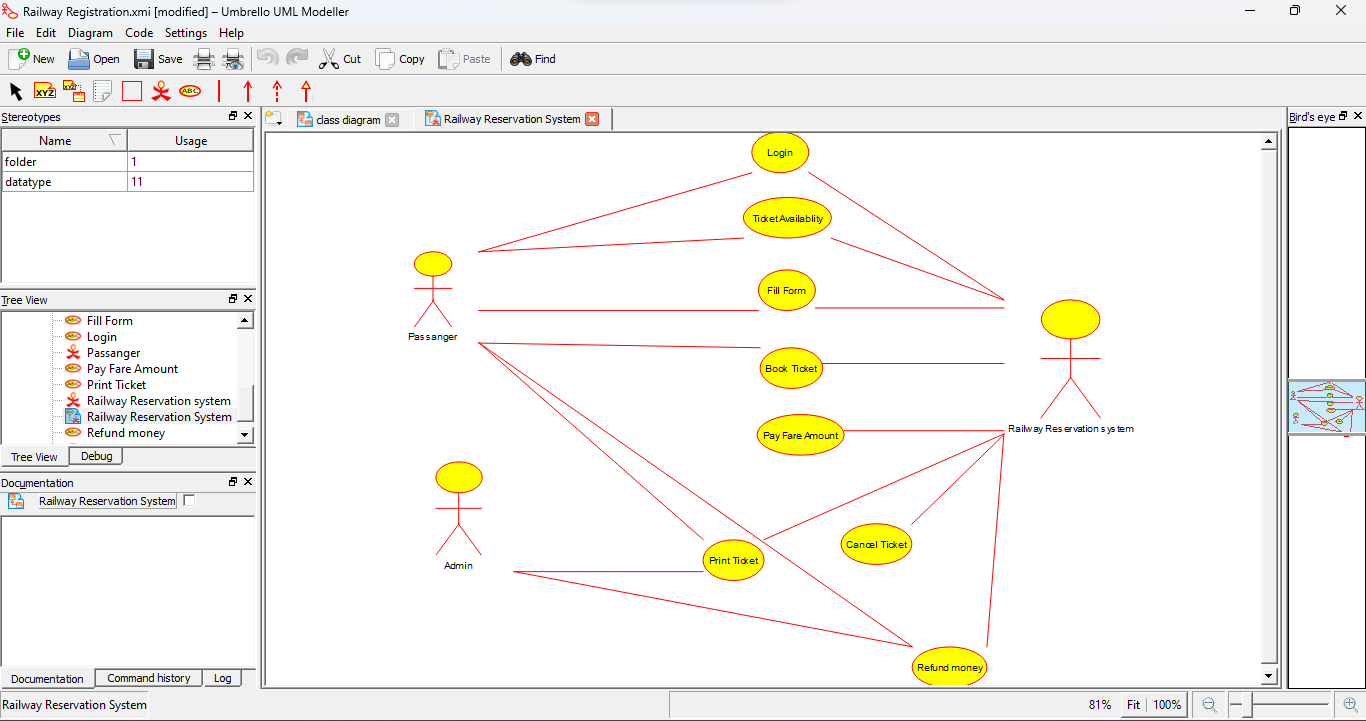 Railway Registration.xmi [modified] – Umbrello UML Modeller
File Edit Diagram Code Settings Help
New Open Save Cut Copy Paste Find
XYZ XYZ ABC
Stereotypes
Name Usage
folder 1
datatype 11
Tree View
Fill Form
Login
Passanger
Pay Fare Amount
Print Ticket
Railway Reservation system
Railway Reservation System
Refund money
Tree View Debug
Documentation
Railway Reservation System
Documentation Command history Log
class diagram Railway Reservation System
Login
Ticket Availablity
Fill Form
Passanger
Book Ticket
Railway Reservation system
Pay Fare Amount
Cancel Ticket
Print Ticket
Admin
Refund money
Bird's eye
Railway Reservation System
81% Fit 100%